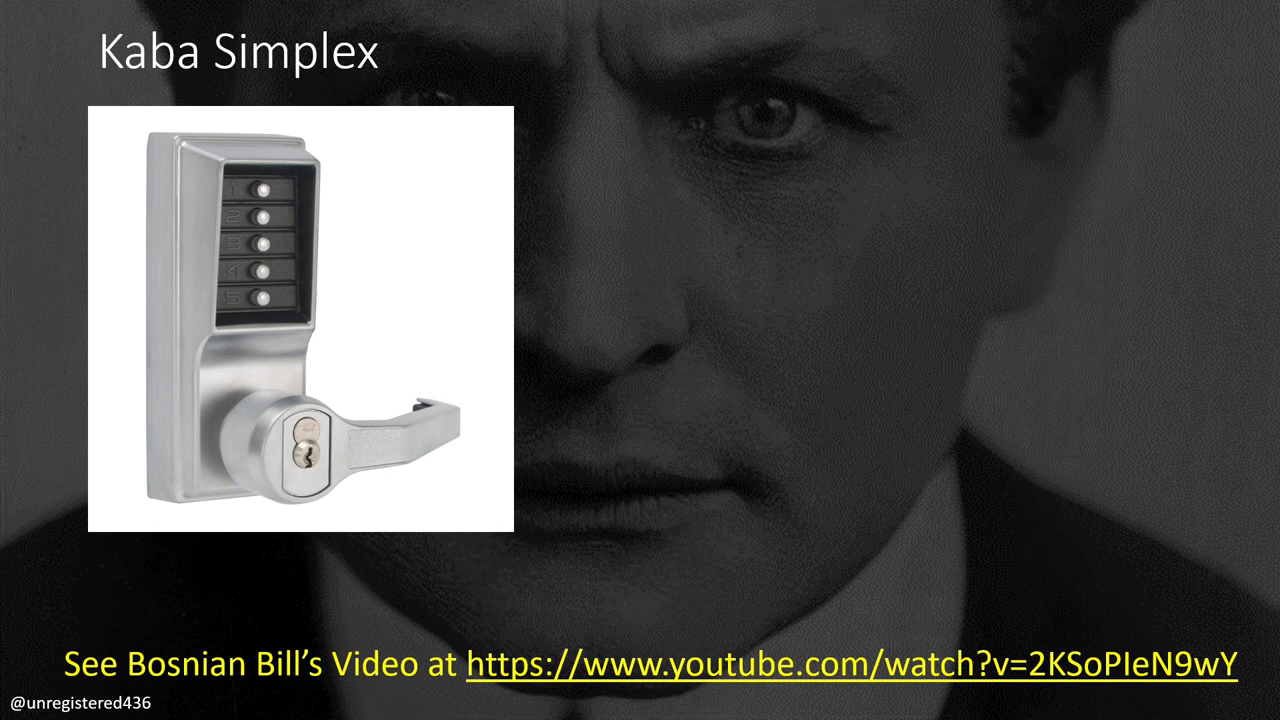 Kaba Simplex
1
2
3
4
5
See Bosnian Bill’s Video at https://www.youtube.com/watch?v=2KSoPIeN9wY
@unregistered436